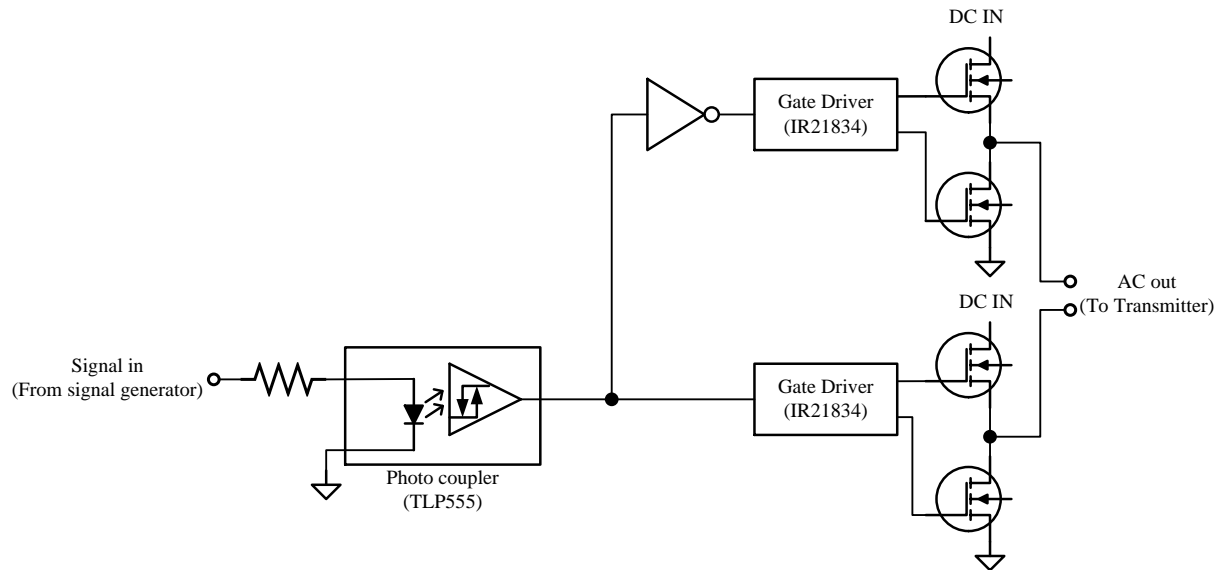 DC IN
Gate Driver
(IR21834)
AC out
(To Transmitter)
DC IN
Signal in
(From signal generator)
Gate Driver
(IR21834)
Photo coupler
(TLP555)